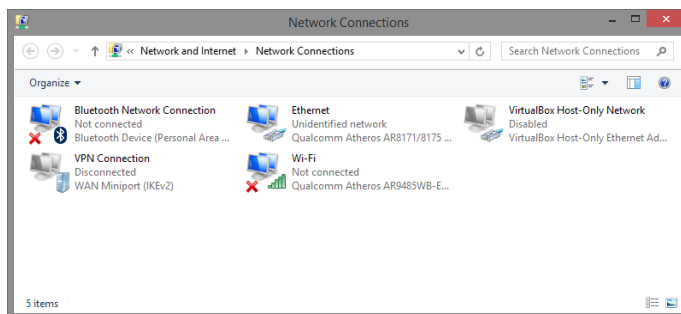 Network Connections
« Network and Internet Network Connections
Search Network Connections
Organize
Bluetooth Network Connection
Not connected
Bluetooth Device (Personal Area ...
Ethernet
Unidentified network
Qualcomm Atheros AR8171/8175 ...
VirtualBox Host-Only Network
Disabled
VirtualBox Host-Only Ethernet Ad...
VPN Connection
Disconnected
WAN Miniport (IKEv2)
Wi-Fi
Not connected
Qualcomm Atheros AR9485WB-E...
5 items